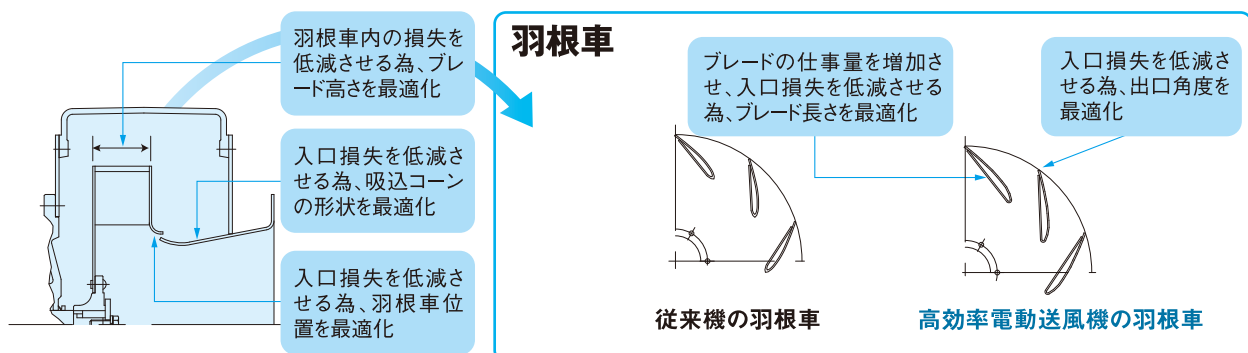 羽根車内の損失を
低減させる為、ブレ
ード高さを最適化
入口損失を低減さ
せる為、吸込コーン
の形状を最適化
入口損失を低減さ
せる為、羽根車位
置を最適化
羽根車
ブレードの仕事量を増加さ
せ、入口損失を低減させる
為、ブレード長さを最適化
入口損失を低減さ
せる為、出口角度を
最適化
従来機の羽根車
高効率電動送風機の羽根車